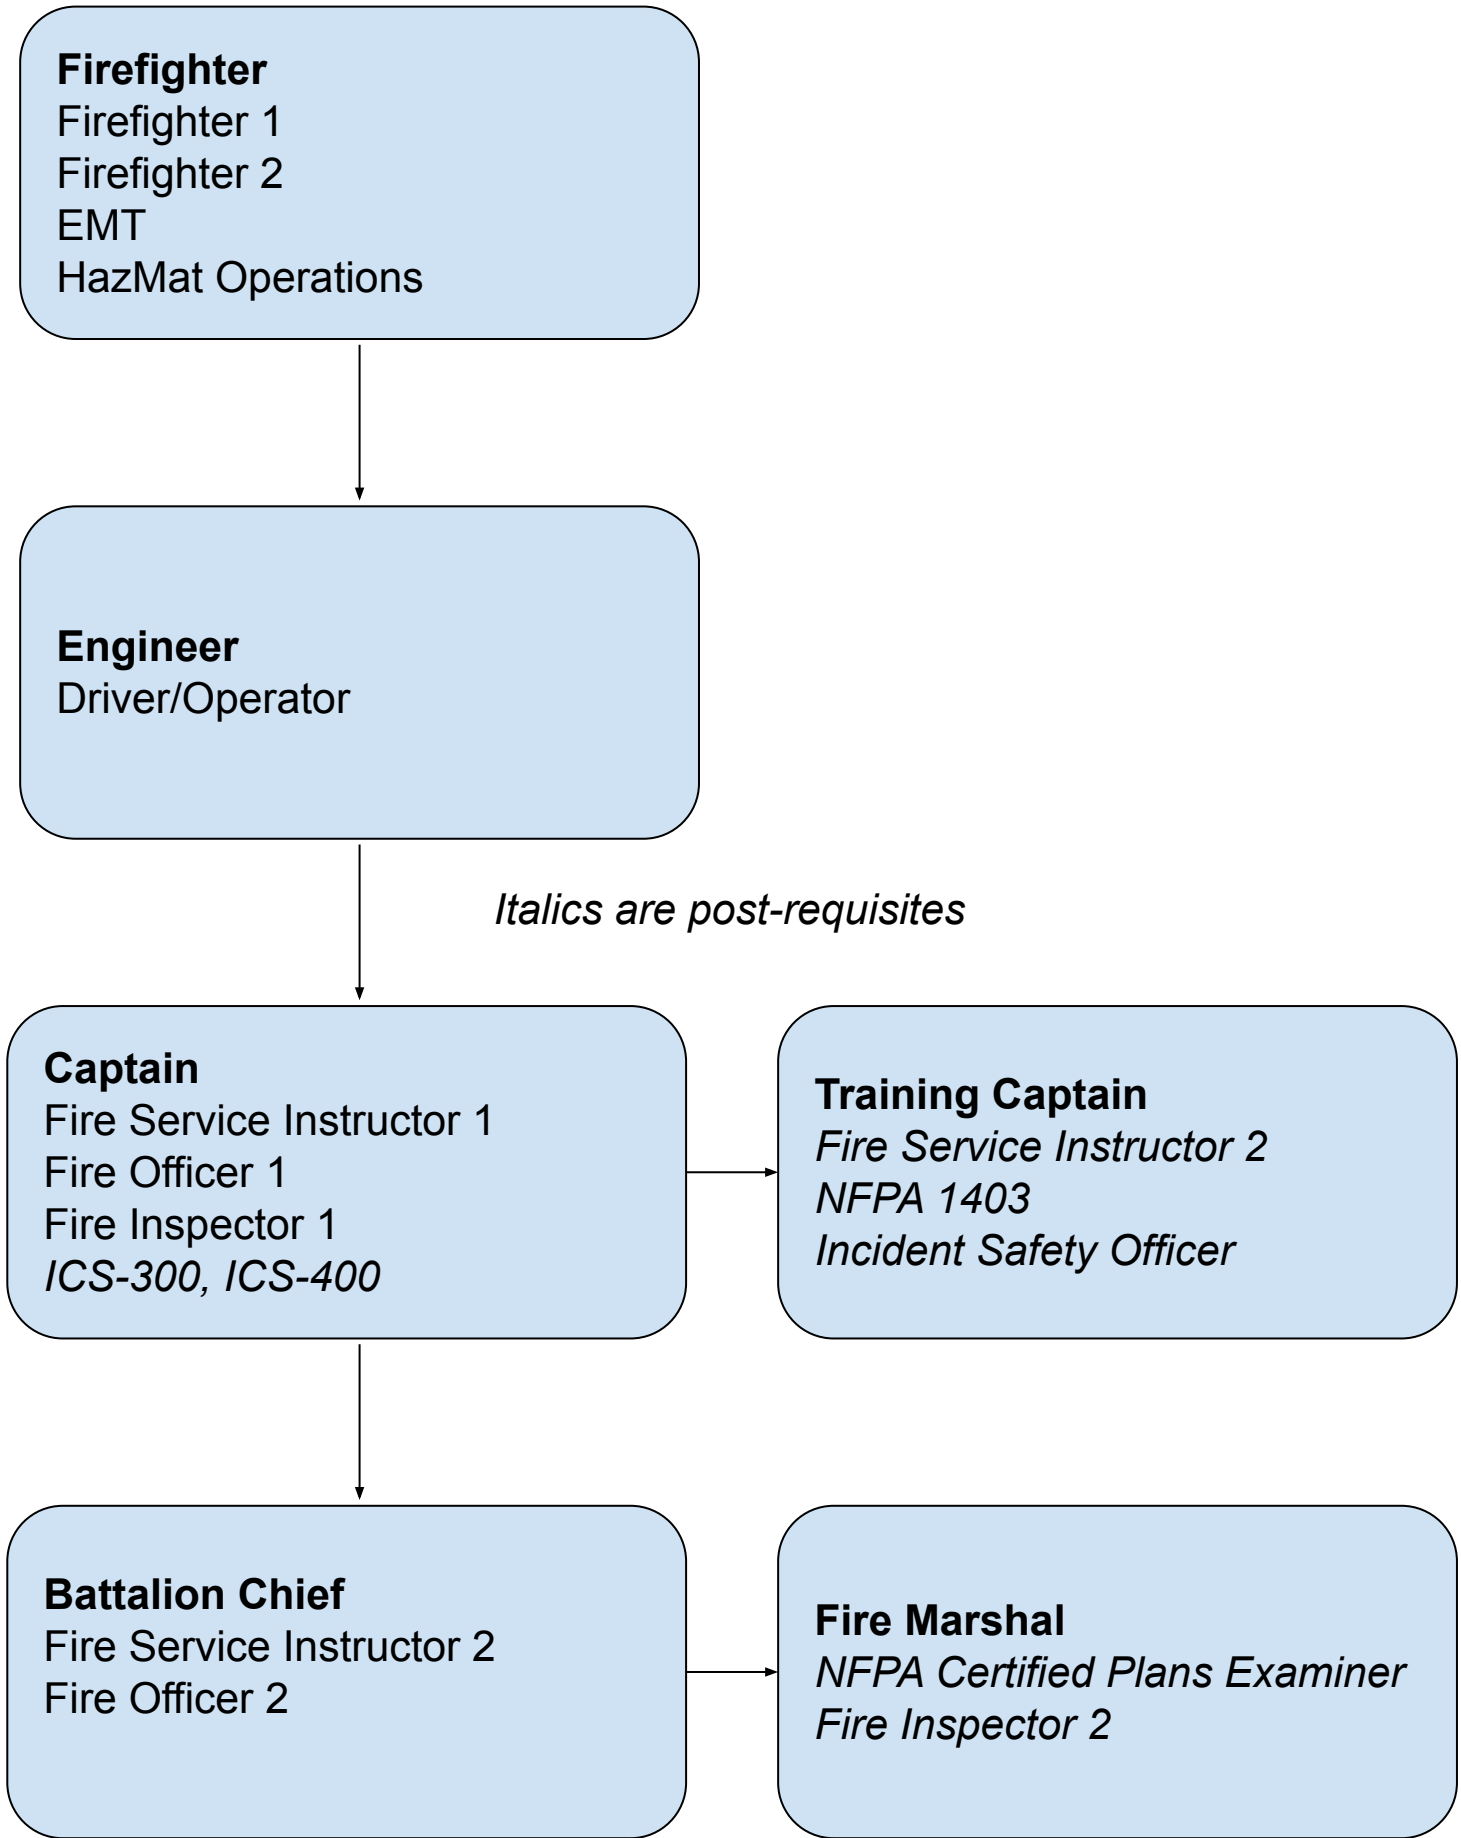 Firefighter
Firefighter 1
Firefighter 2
EMT
HazMat Operations
Engineer
Driver/Operator
Italics are post-requisites
Captain
Fire Service Instructor 1
Fire Officer 1
Fire Inspector 1
ICS-300, ICS-400
Training Captain
Fire Service Instructor 2
NFPA 1403
Incident Safety Officer
Battalion Chief
Fire Service Instructor 2
Fire Officer 2
Fire Marshal
NFPA Certified Plans Examiner
Fire Inspector 2